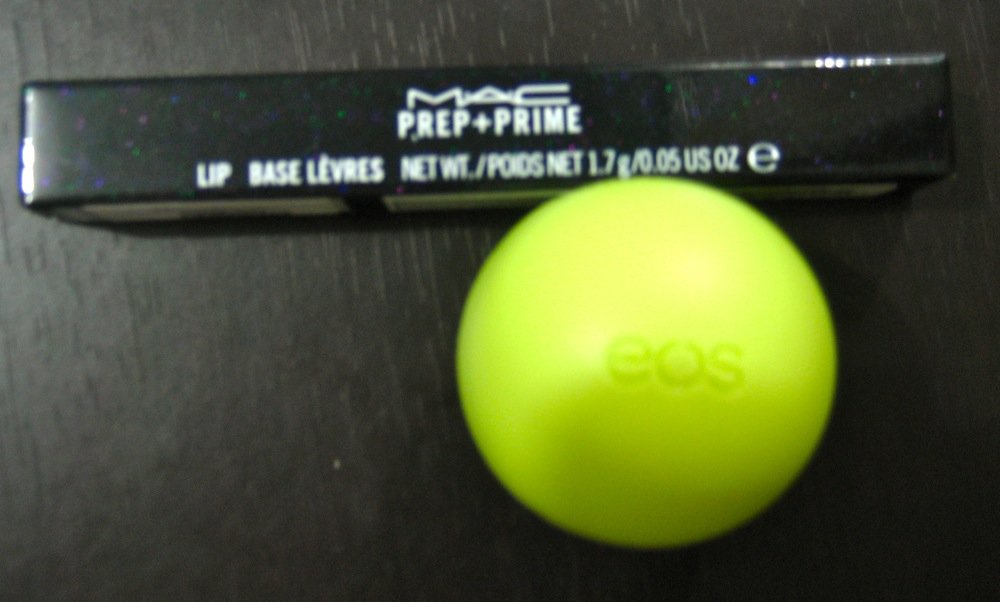 MAC
PREP+PRIME
LIP BASE LÈVRES NET WT./POIDS NET 1.7 g/0.05 US OZ e
eos